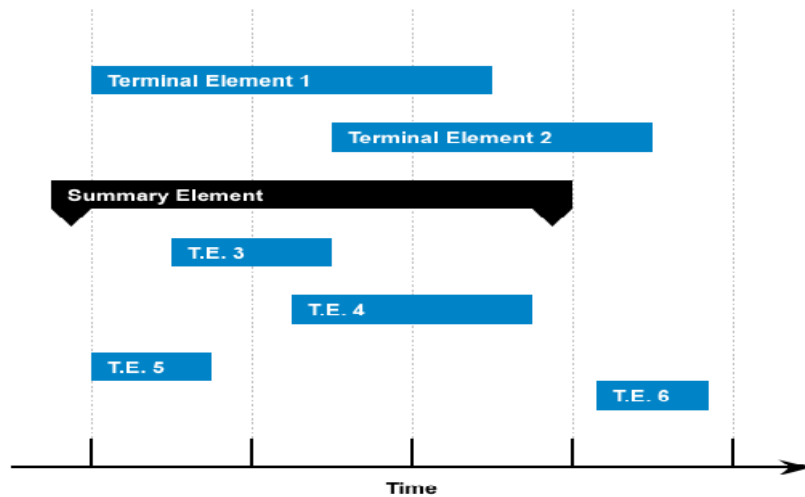 Terminal Element 1
Terminal Element 2
Summary Element
T.E. 3
T.E. 4
T.E. 5
T.E. 6
Time